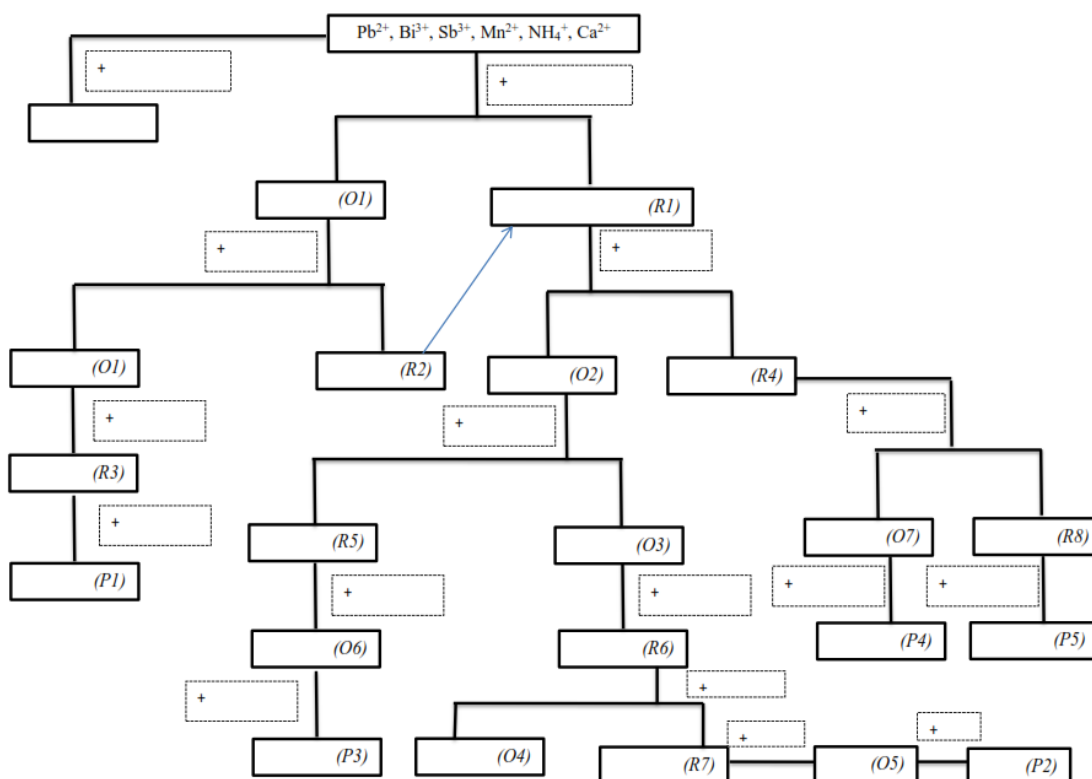 Pb²⁺, Bi³⁺, Sb³⁺, Mn²⁺, NH₄⁺, Ca²⁺
+
+
(O1)
(R1)
+
+
(O1)
(R2)
(O2)
(R4)
+
+
+
(R3)
+
(R5)
(O3)
(O7)
(R8)
(P1)
+
+
+
+
(O6)
(R6)
(P4)
(P5)
+
+
(P3)
(O4)
+
+
(R7)
(O5)
(P2)